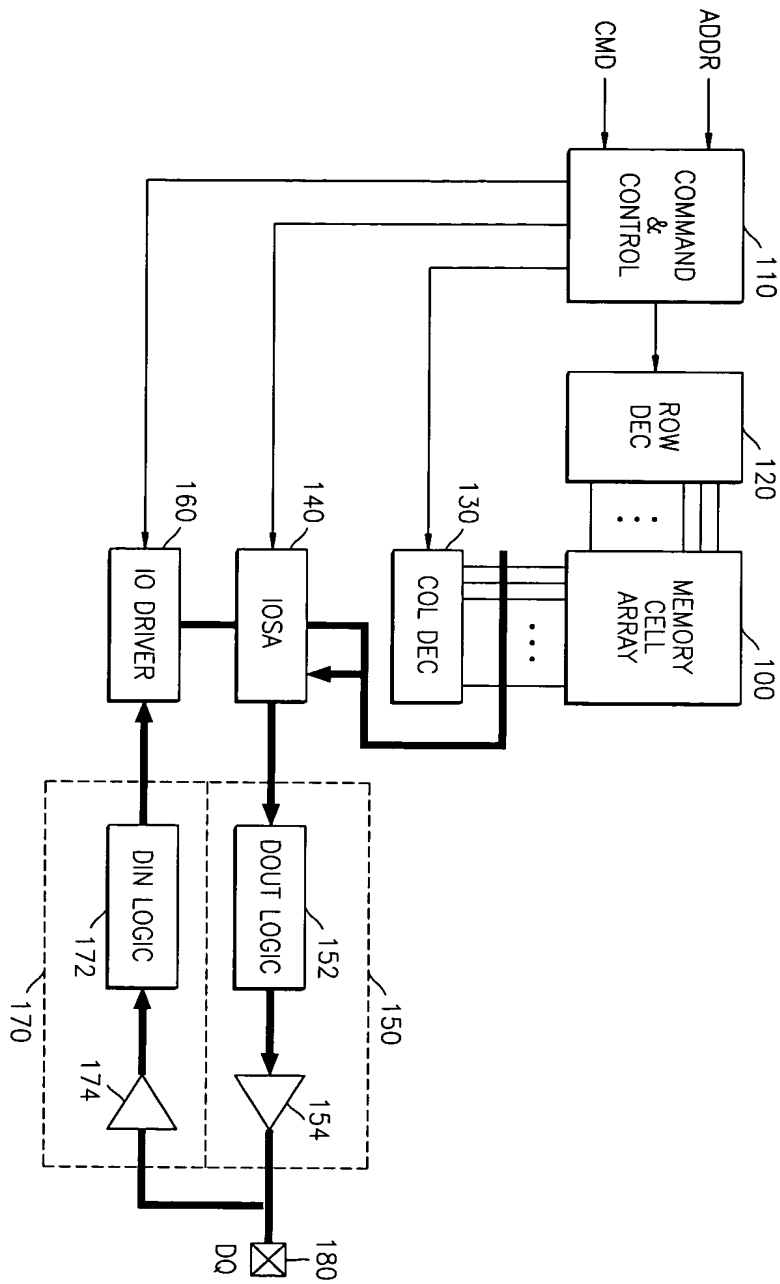 ADDR
CMD
COMMAND
&
CONTROL
110
ROW
DEC
120
MEMORY
CELL
ARRAY
100
COL DEC
130
IOSA
140
IO DRIVER
160
DOUT LOGIC
152
154
150
DIN LOGIC
172
174
170
180
DQ